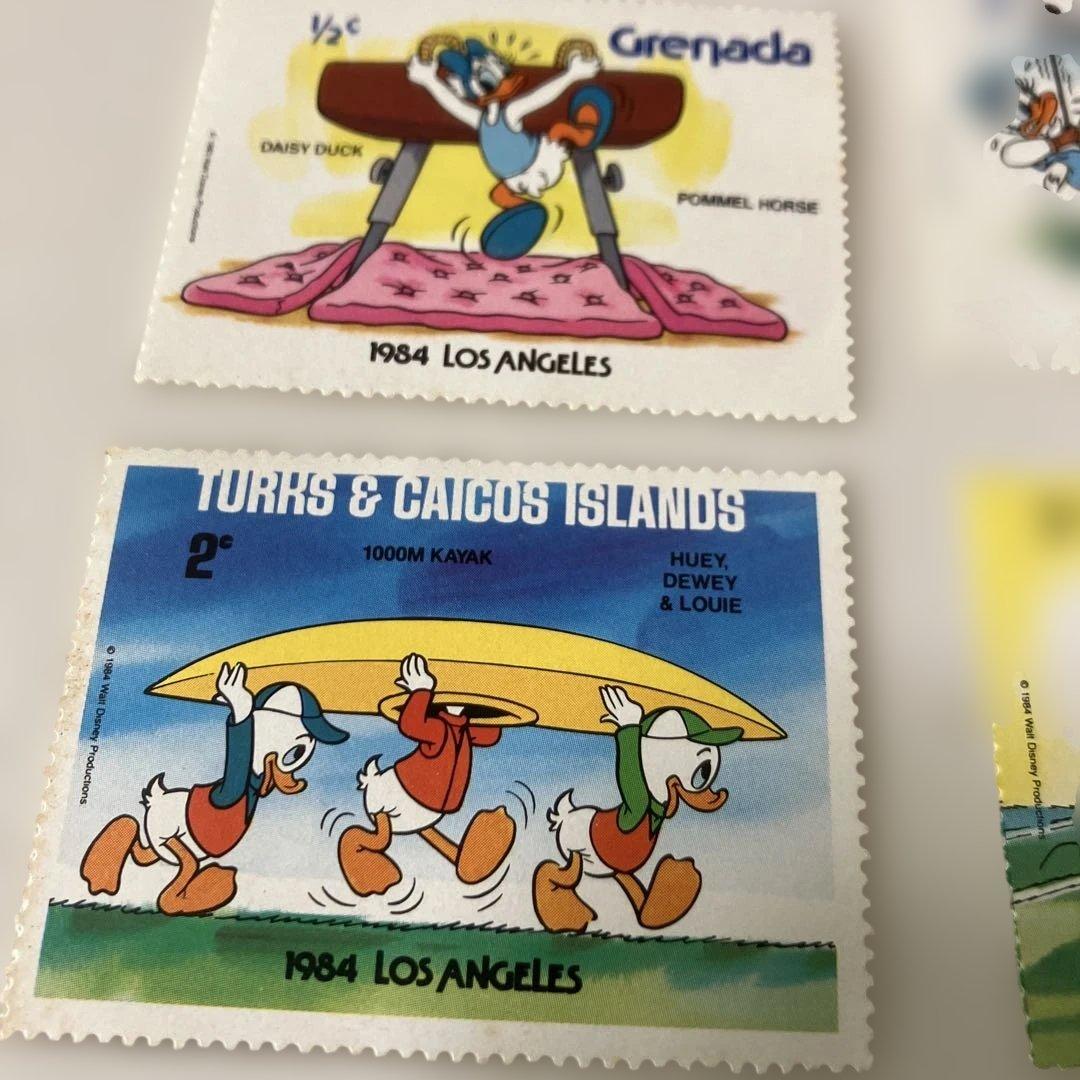 ½c
Grenada
DAISY DUCK
POMMEL HORSE
1984 LOS ANGELES
TURKS & CAICOS ISLANDS
2c
1000M KAYAK
HUEY,
DEWEY
& LOUIE
© 1984 Walt Disney Productions
1984 LOS ANGELES
© 1984 Walt Disney Productions